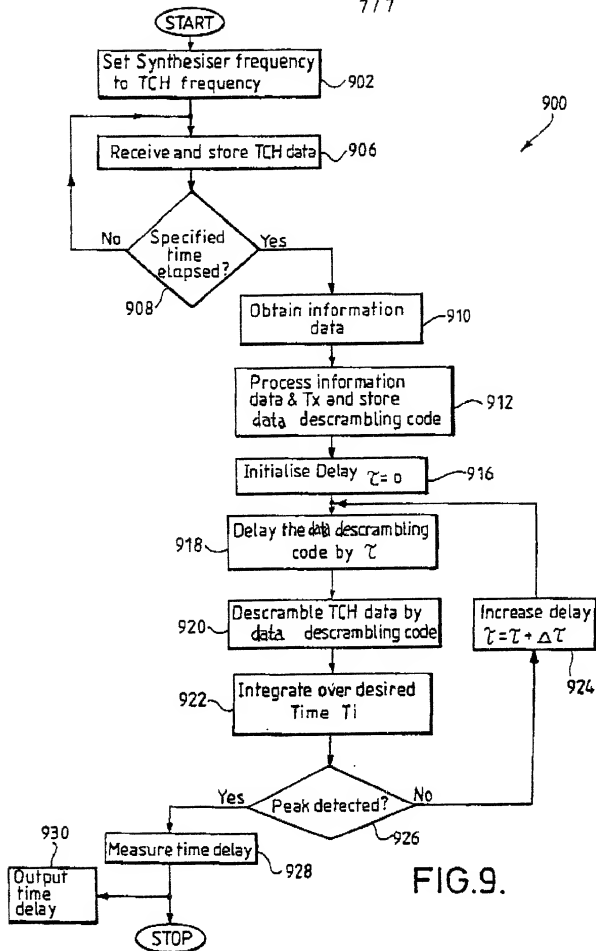 7/7
START
Set Synthesiser frequency
to TCH frequency
902
900
Receive and store TCH data
906
No
Specified
time
elapsed?
Yes
908
Obtain information
data
910
Process information
data & Tx and store
data descrambling code
912
Initialise Delay τ=0
916
Delay the data descrambling
code by τ
918
Descramble TCH data by
data descrambling code
920
Increase delay
τ=τ+Δτ
924
Integrate over desired
Time Ti
922
Yes
Peak detected?
No
926
930
Measure time delay
928
Output
time
delay
STOP
FIG.9.